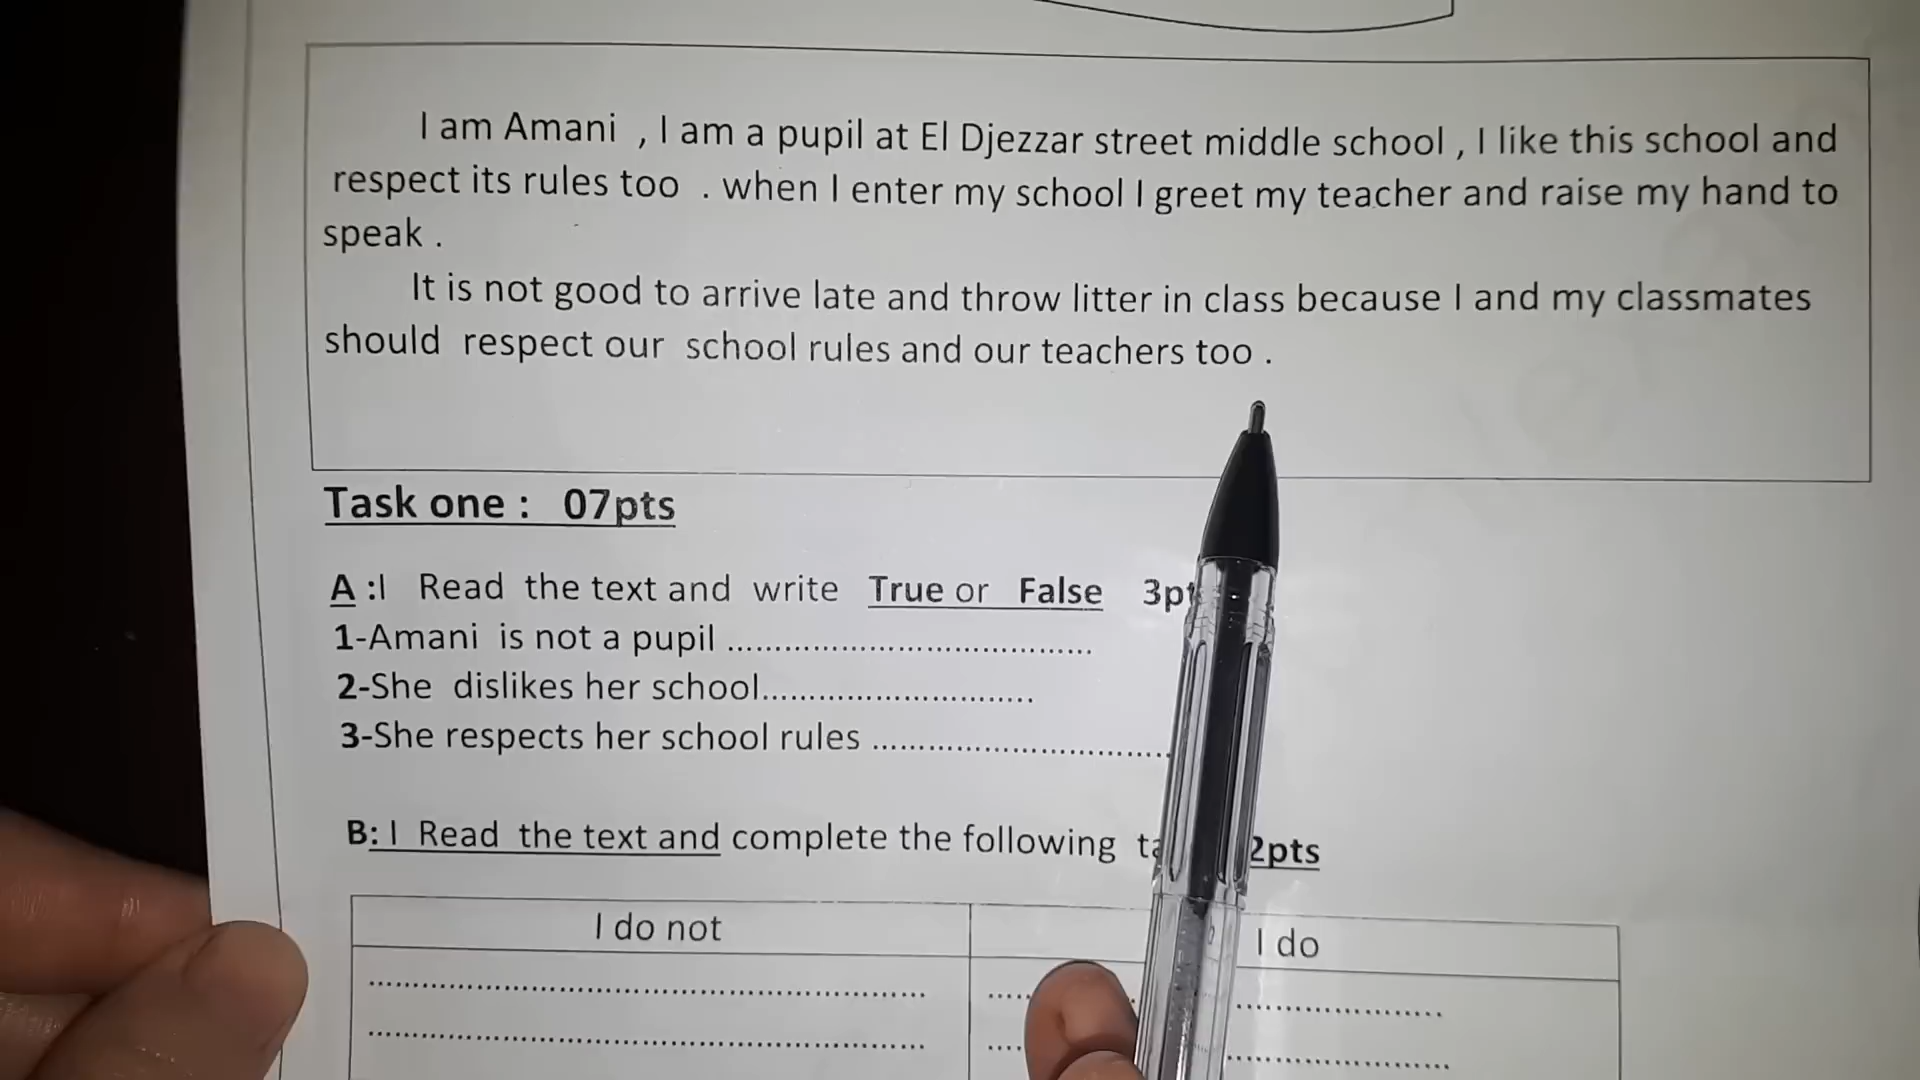 I am Amani , I am a pupil at El Djezzar street middle school , I like this school and
respect its rules too . when I enter my school I greet my teacher and raise my hand to
speak .
It is not good to arrive late and throw litter in class because I and my classmates
should respect our school rules and our teachers too .
Task one : 07pts
A :I Read the text and write True or False
1-Amani is not a pupil ......................................
2-She dislikes her school.............................
3-She respects her school rules ................................
B: I Read the text and complete the following 2pts
I do not I do